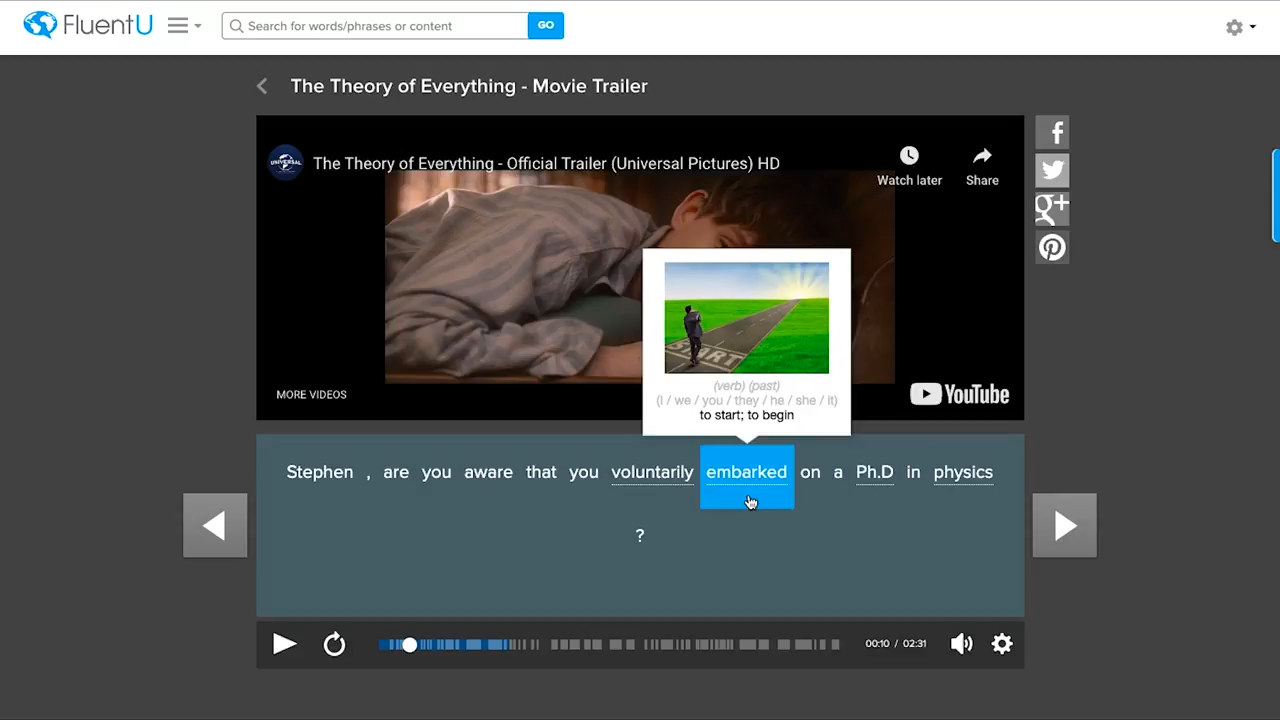 FluentU
Search for words/phrases or content
GO
The Theory of Everything - Movie Trailer
UNIVERSAL
The Theory of Everything - Official Trailer (Universal Pictures) HD
Watch later
Share
f
g+
START
MORE VIDEOS
YouTube
(verb) (past)
(I / we / you / they / he / she / it)
to start; to begin
Stephen , are you aware that you voluntarily embarked on a Ph.D in physics
?
00:10 / 02:31